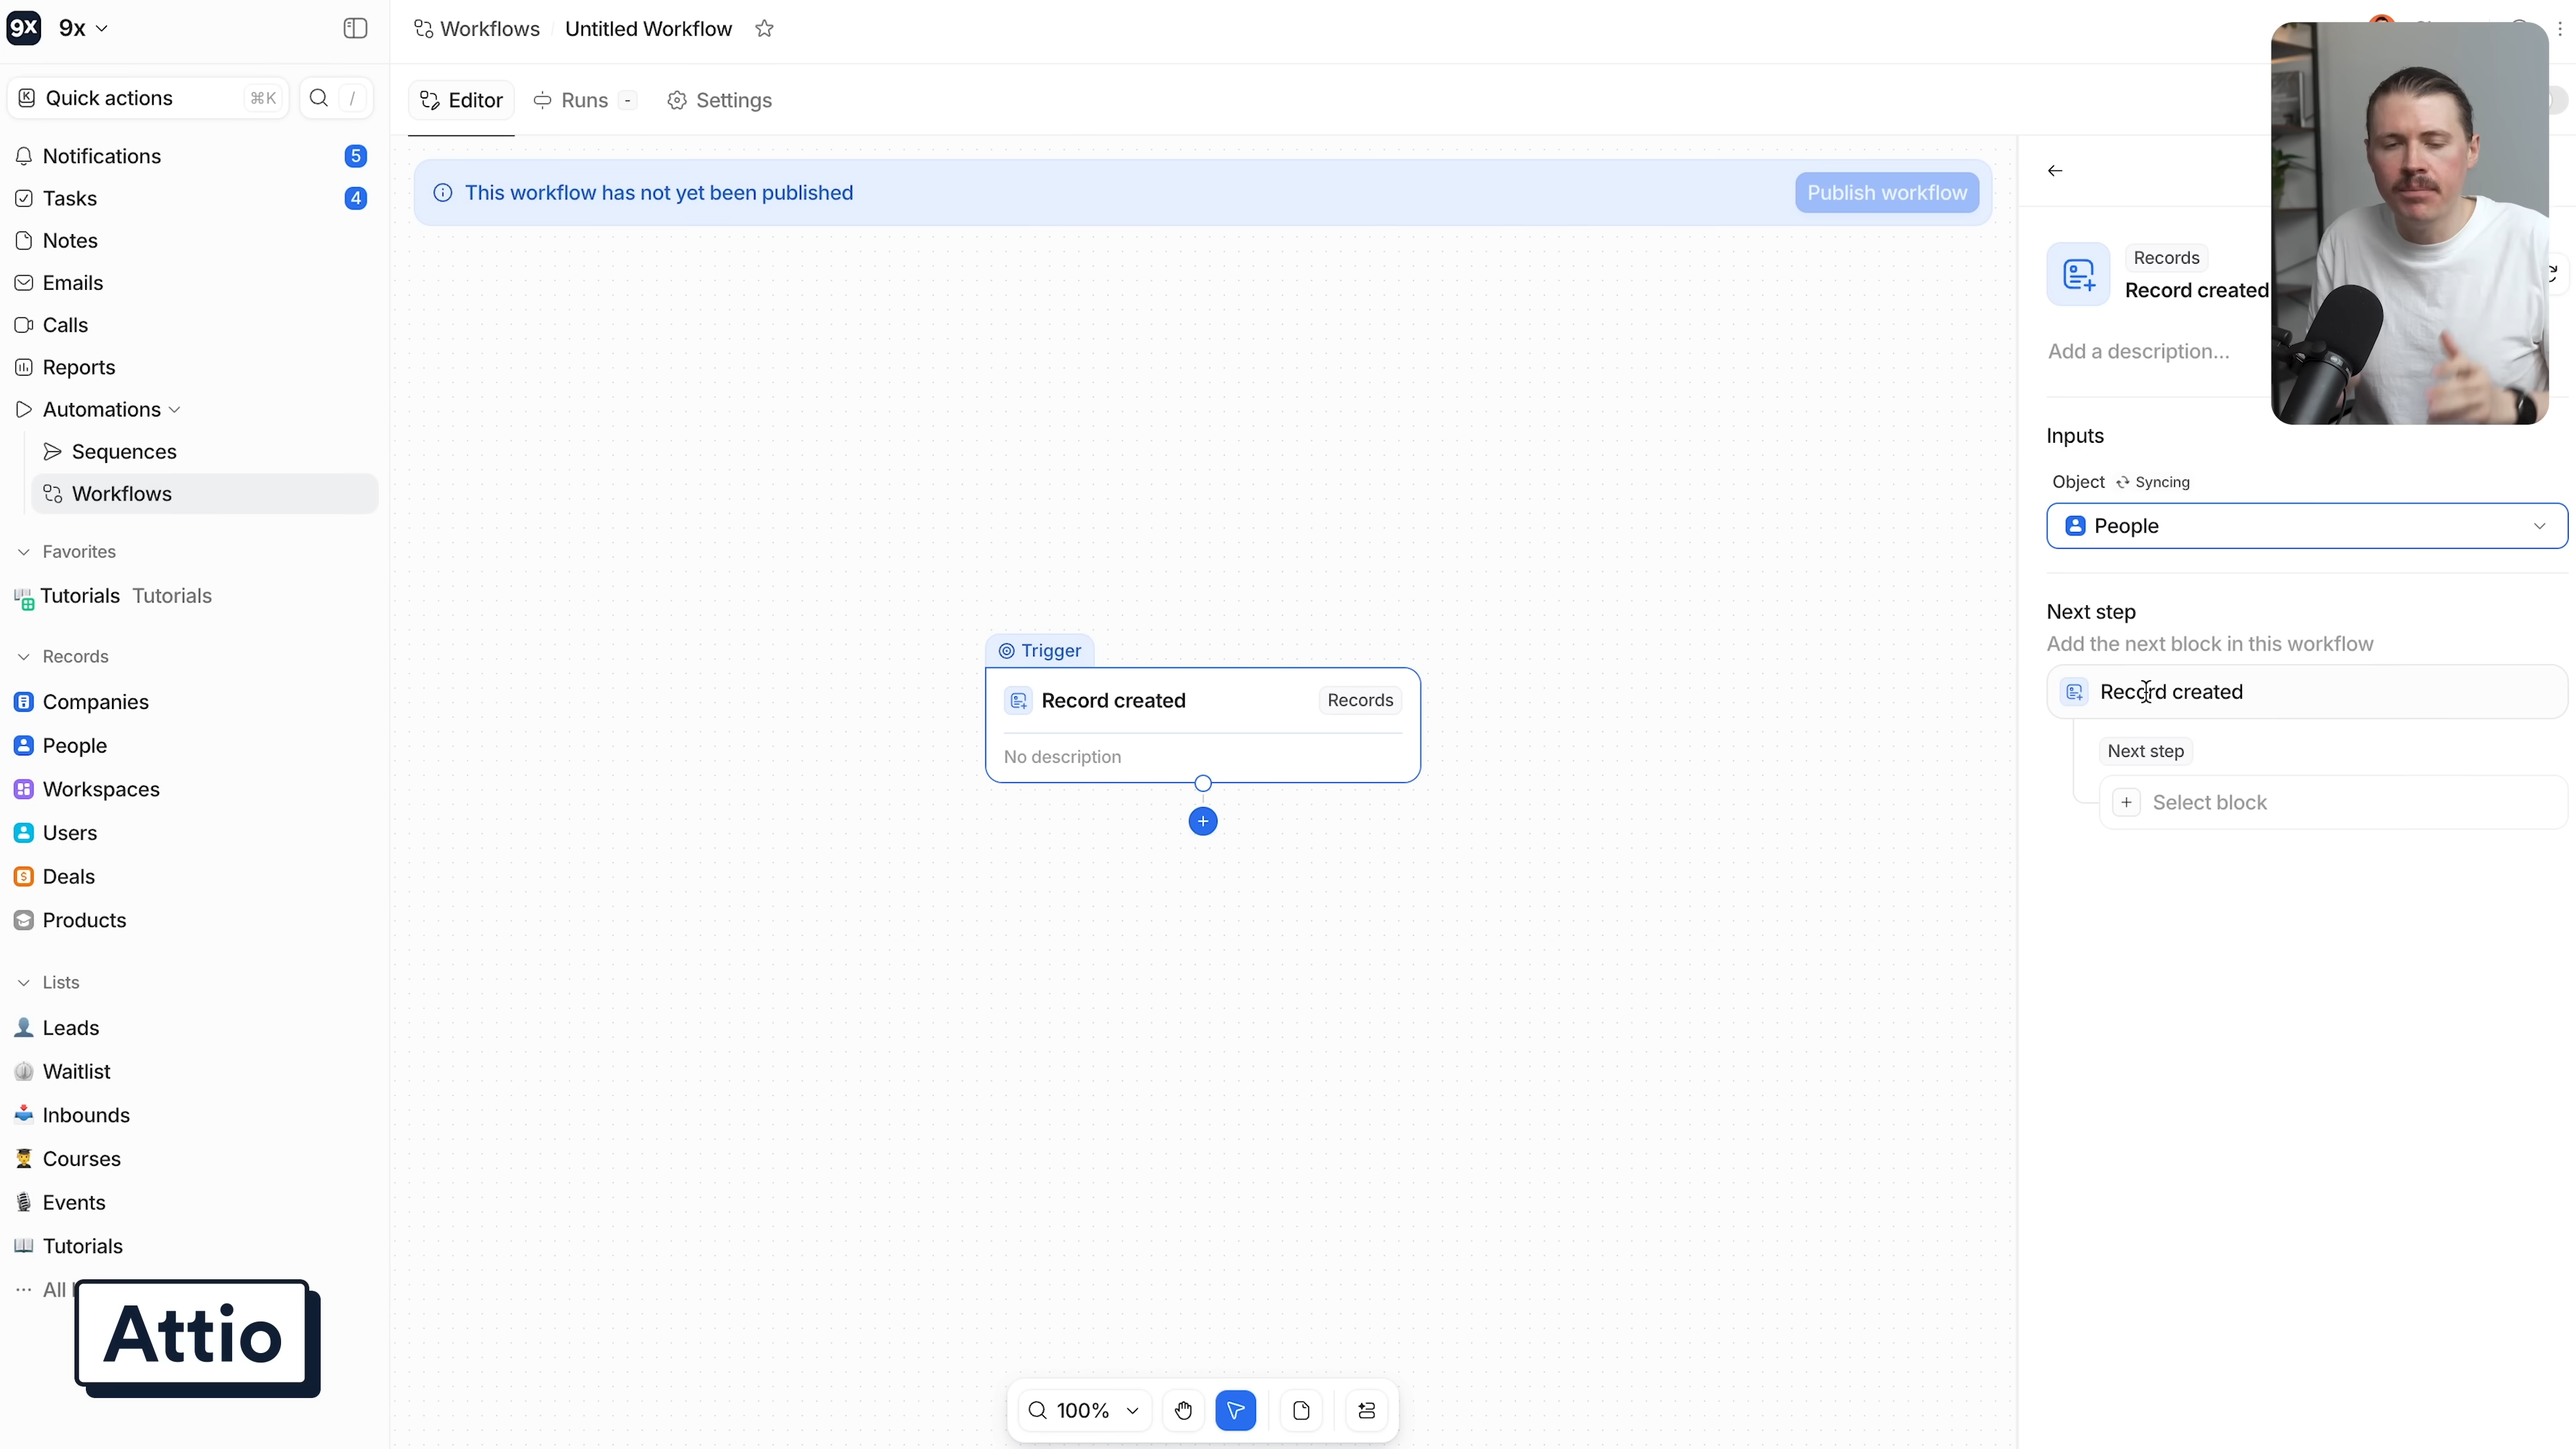 9x
9x
Workflows
Untitled Workflow
Quick actions
⌘K
/
Editor
Runs
-
Settings
Notifications
5
Tasks
4
Notes
Emails
Calls
Reports
Automations
Sequences
Workflows
Favorites
Tutorials Tutorials
Records
Companies
People
Workspaces
Users
Deals
Products
Lists
Leads
Waitlist
Inbounds
Courses
Events
Tutorials
All
Attio
This workflow has not yet been published
Publish workflow
Trigger
Record created
Records
No description
100%
Records
Record created
Add a description...
Inputs
Object
Syncing
People
Next step
Add the next block in this workflow
Record created
Next step
Select block